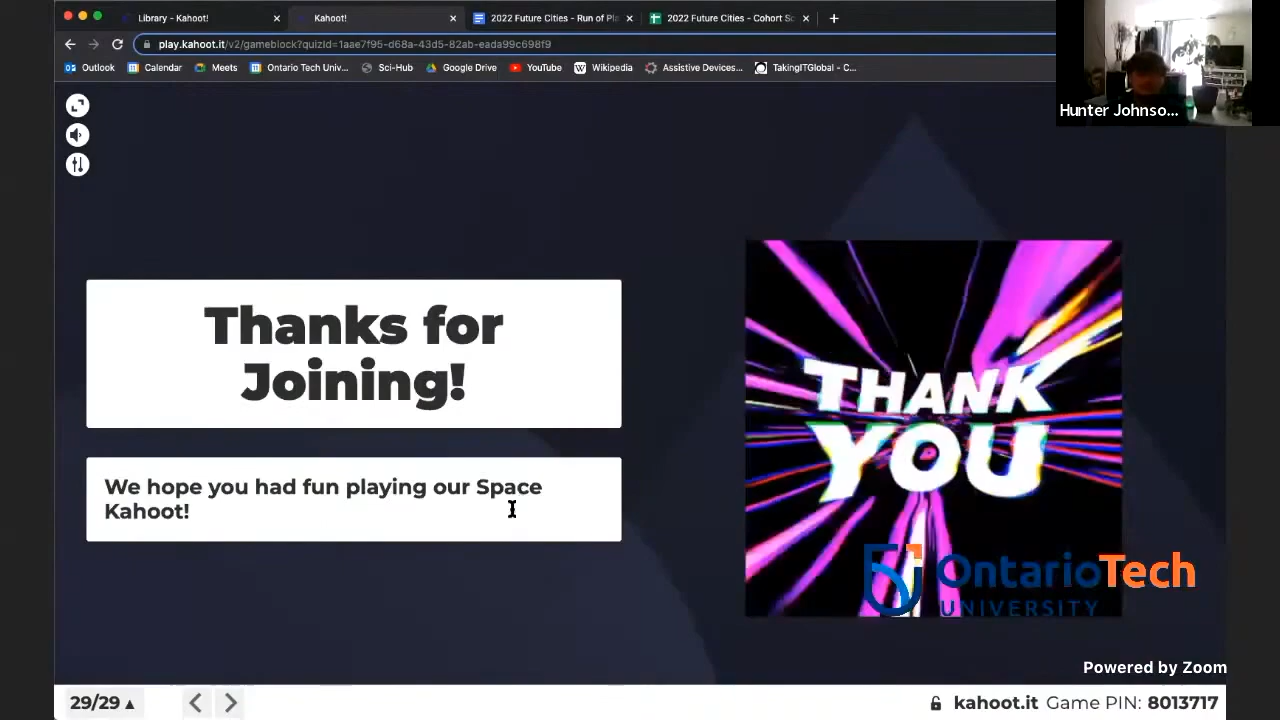 Library - Kahoot!
Kahoot!
2022 Future Cities - Run of Pla
2022 Future Cities - Cohort Sc
play.kahoot.it/v2/gameblock?quizId=1aae7f95-d68a-43d5-82ab-eada99c698f9
Outlook
Calendar
Meets
Ontario Tech Univ...
Sci-Hub
Google Drive
YouTube
Wikipedia
Assistive Devices...
TakingITGlobal - C...
Hunter Johnso...
Thanks for
Joining!
We hope you had fun playing our Space
Kahoot!
THANK
YOU
OntarioTech
UNIVERSITY
Powered by Zoom
29/29
kahoot.it Game PIN: 8013717